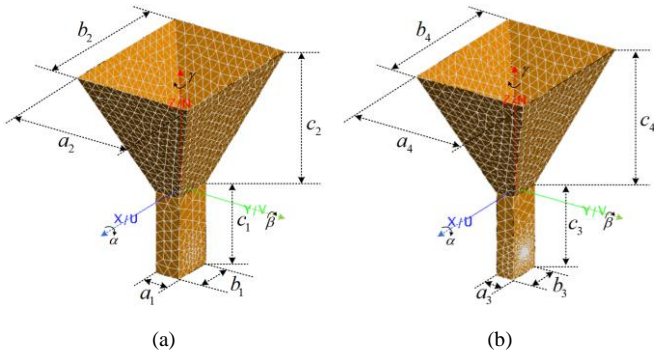 b₂
a₂
c₂
γ
Z/N
X/U
Y/V
α
β
c₁
a₁
b₁
(a)
b₄
a₄
c₄
γ
Z/N
X/U
Y/V
α
β
c₃
a₃
b₃
(b)